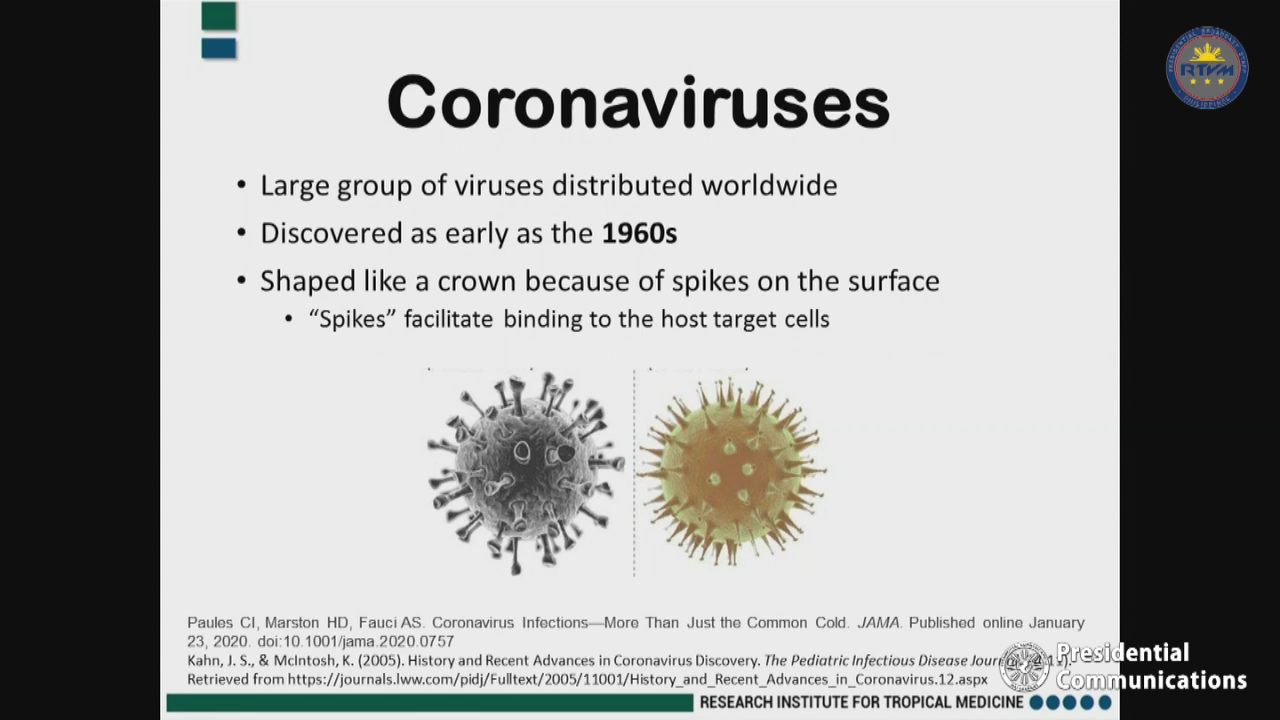 Coronaviruses
• Large group of viruses distributed worldwide
• Discovered as early as the 1960s
• Shaped like a crown because of spikes on the surface
• “Spikes” facilitate binding to the host target cells
Paules CI, Marston HD, Fauci AS. Coronavirus Infections—More Than Just the Common Cold. JAMA. Published online January
23, 2020. doi:10.1001/jama.2020.0757
Kahn, J. S., & McIntosh, K. (2005). History and Recent Advances in Coronavirus Discovery. The Pediatric Infectious Disease
Retrieved from https://journals.lww.com/pidj/Fulltext/2005/11001/History_and_Recent_Advances_in_Coronavirus.12.aspx
RESEARCH INSTITUTE FOR TROPICAL MEDICINE
RTVM
Presidential
Communications